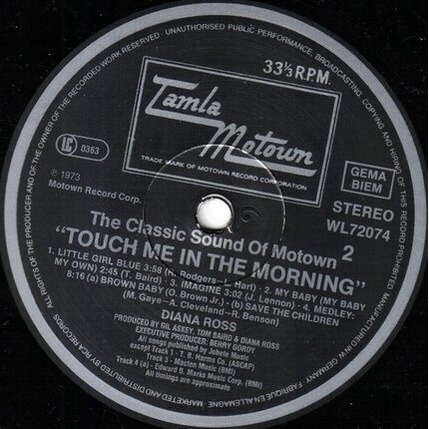 ALL RIGHTS OF THE PRODUCER AND OF THE OWNER OF THE RECORDED WORK RESERVED · UNAUTHORISED PUBLIC PERFORMANCE, BROADCASTING, COPYING AND HIRING OF THIS RECORD PROHIBITED
MANUFACTURED IN W. GERMANY · FABRIQUE EN ALLEMAGNE
MANUFACTURED AND DISTRIBUTED BY RCA RECORDS
33⅓ R.P.M.
Tamla
Motown
TRADE MARK OF MOTOWN RECORD CORPORATION
LC 0363
GEMA
BIEM
℗ 1973
Motown Record Corp.
STEREO
WL72074
The Classic Sound Of Motown 2
"TOUCH ME IN THE MORNING"
1. LITTLE GIRL BLUE 3:58 (R. Rodgers-L. Hart) - 2. MY BABY (MY BABY
MY OWN) 2:45 (T. Baird) - 3. IMAGINE 3:02 (J. Lennon) - 4. MEDLEY:
8:16 (a) BROWN BABY (O. Brown Jr.) - (b) SAVE THE CHILDREN
(M. Gaye-A. Cleveland-R. Benson)
DIANA ROSS
PRODUCED BY GIL ASKEY, TOM BAIRD & DIANA ROSS
EXECUTIVE PRODUCER: BERRY GORDY
All songs published by Jobete Music
except Track 1 - T. B. Harms Co. (ASCAP)
Track 3 - Maclen Music (BMI)
Track 4 (a) - Edward B. Marks Music Corp. (BMI)
All timings are approximate